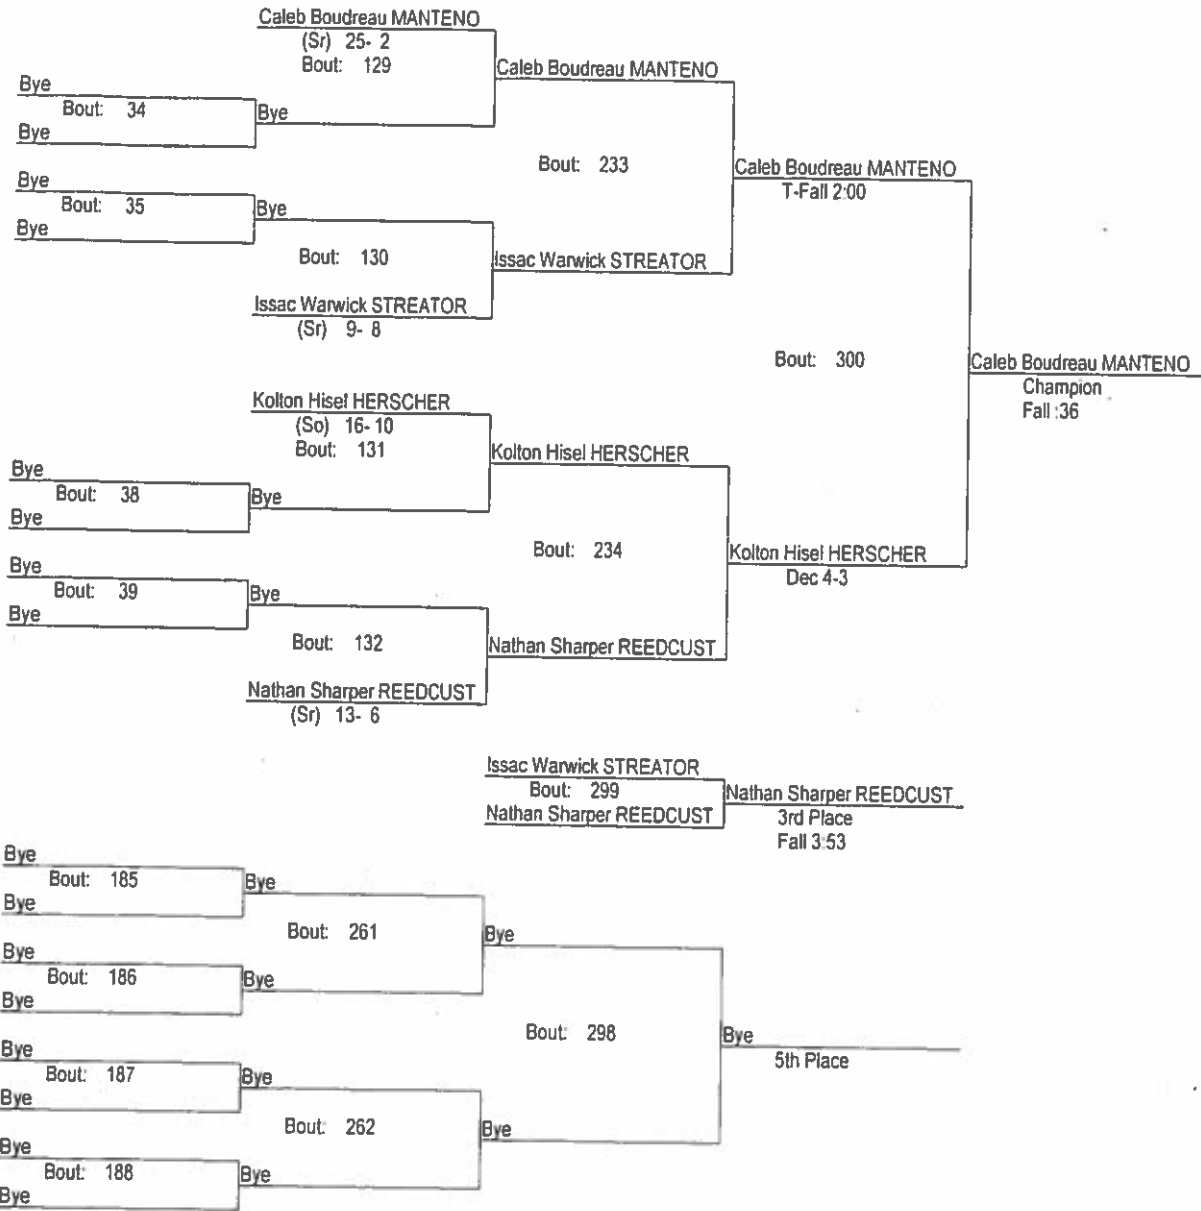 Caleb Boudreau MANTENO
(Sr) 25- 2
Bout: 129
Caleb Boudreau MANTENO
Bye
Bout: 34
Bye
Bye
Bout: 233
Caleb Boudreau MANTENO
T-Fall 2:00
Bye
Bout: 35
Bye
Bye
Bout: 130
Issac Warwick STREATOR
Issac Warwick STREATOR
(Sr) 9- 8
Bout: 300
Caleb Boudreau MANTENO
Champion
Fall :36
Kolton Hisel HERSCHER
(So) 16- 10
Bout: 131
Kolton Hisel HERSCHER
Bye
Bout: 38
Bye
Bye
Bout: 234
Kolton Hisel HERSCHER
Dec 4-3
Bye
Bout: 39
Bye
Bye
Bout: 132
Nathan Sharper REEDCUST
Nathan Sharper REEDCUST
(Sr) 13- 6
Issac Warwick STREATOR
Bout: 299
Nathan Sharper REEDCUST
Nathan Sharper REEDCUST
3rd Place
Fall 3:53
Bye
Bout: 185
Bye
Bye
Bout: 261
Bye
Bye
Bout: 186
Bye
Bye
Bout: 298
Bye
5th Place
Bye
Bout: 187
Bye
Bye
Bout: 262
Bye
Bye
Bout: 188
Bye
Bye